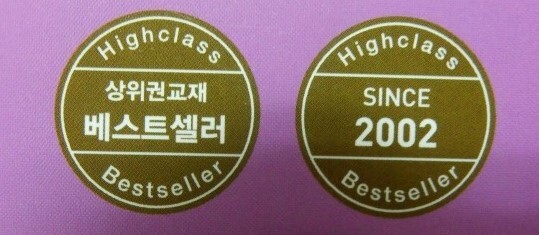 Highclass
상위권교재
베스트셀러
Bestseller
Highclass
SINCE
2002
Bestseller